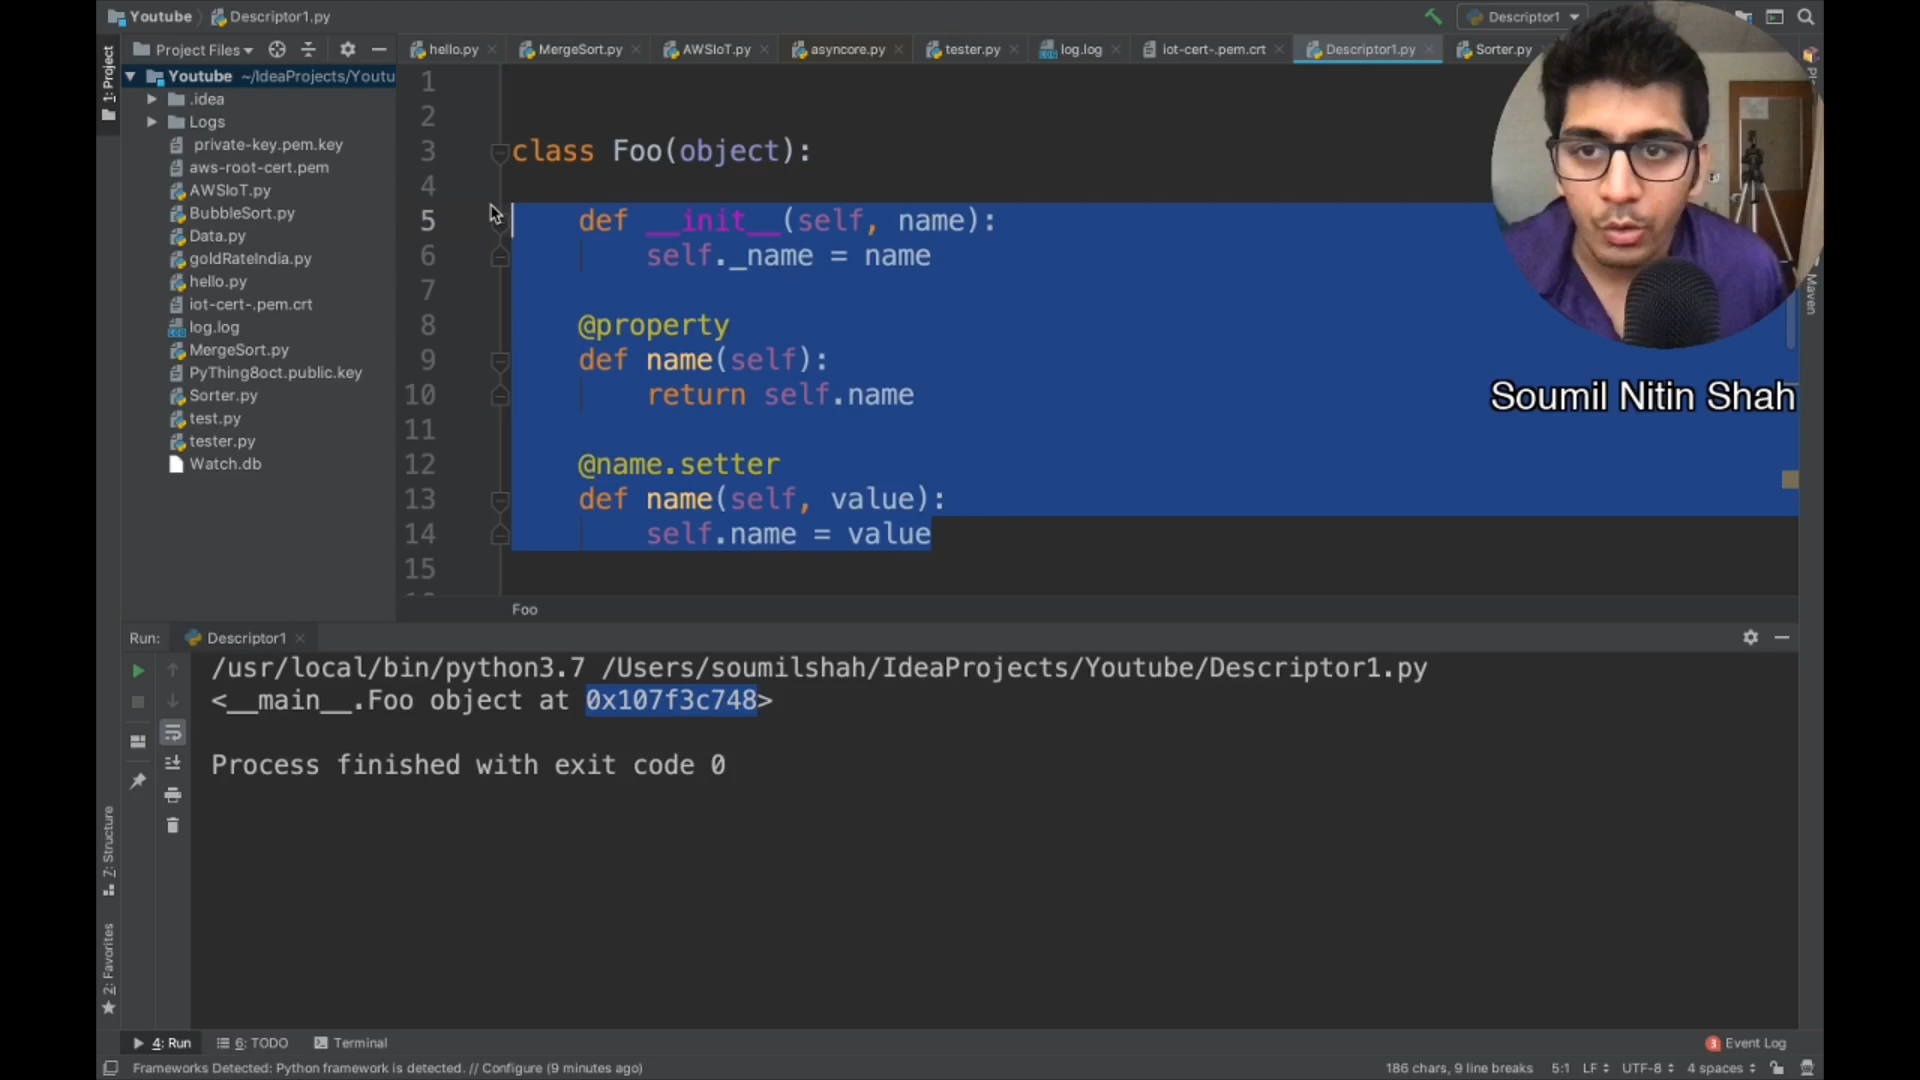 Youtube Descriptor1.py Descriptor1
1: Project Project Files hello.py MergeSort.py AWSIoT.py asyncore.py tester.py log.log iot-cert-.pem.crt Descriptor1.py Sorter.py
Youtube ~/IdeaProjects/Youtu
.idea
Logs
private-key.pem.key
aws-root-cert.pem
AWSIoT.py
BubbleSort.py
Data.py
goldRateIndia.py
hello.py
iot-cert-.pem.crt
log.log
MergeSort.py
PyThing8oct.public.key
Sorter.py
test.py
tester.py
Watch.db
1
2
3 class Foo(object):
4
5 def __init__(self, name):
6 self._name = name
7
8 @property
9 def name(self):
10 return self.name
11
12 @name.setter
13 def name(self, value):
14 self.name = value
15
Foo
Maven
Soumil Nitin Shah
Run: Descriptor1
/usr/local/bin/python3.7 /Users/soumilshah/IdeaProjects/Youtube/Descriptor1.py
<__main__.Foo object at 0x107f3c748>
Process finished with exit code 0
Z: Structure
2: Favorites
4: Run 6: TODO Terminal 3 Event Log
Frameworks Detected: Python framework is detected. // Configure (9 minutes ago) 186 chars, 9 line breaks 5:1 LF UTF-8 4 spaces